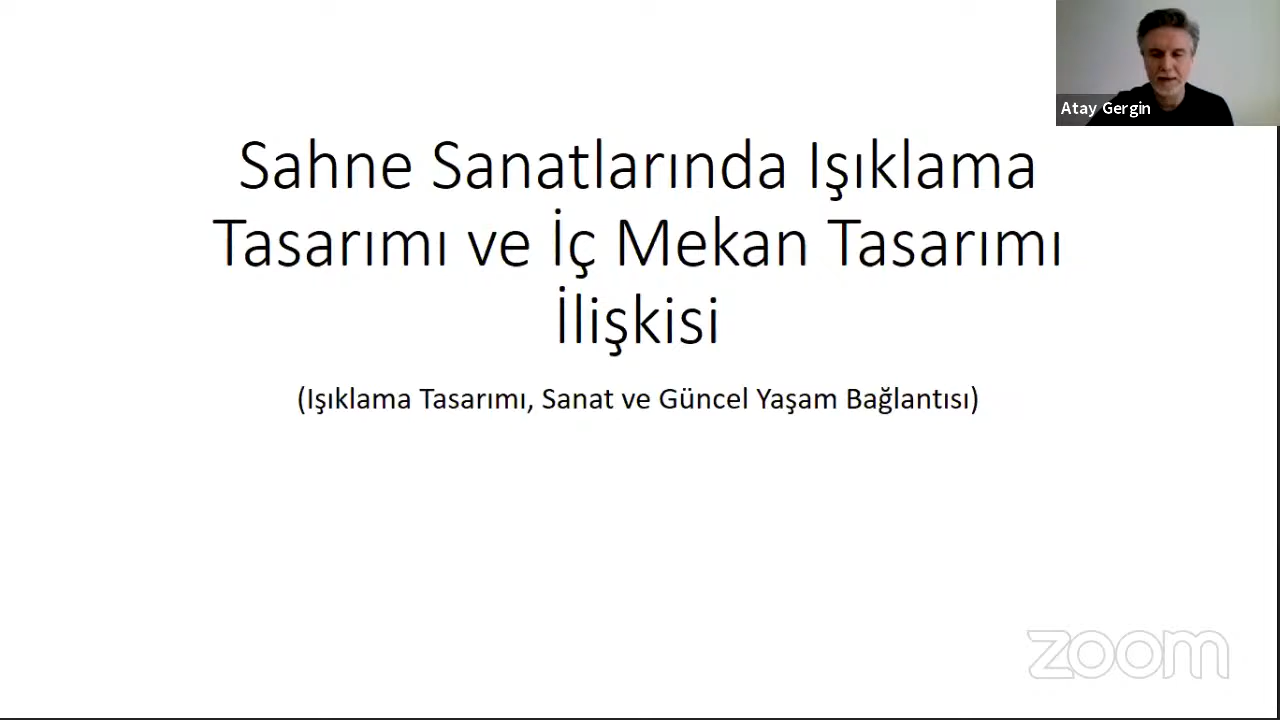 Atay Gergin
Sahne Sanatlarında Işıklama
Tasarımı ve İç Mekan Tasarımı
İlişkisi
(Işıklama Tasarımı, Sanat ve Güncel Yaşam Bağlantısı)
zoom